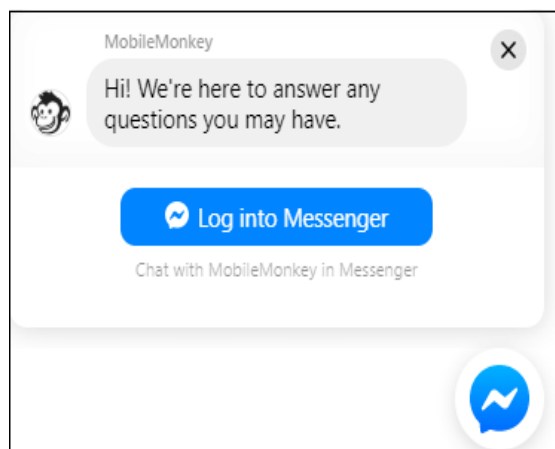 MobileMonkey
Hi! We're here to answer any
questions you may have.
Log into Messenger
Chat with MobileMonkey in Messenger